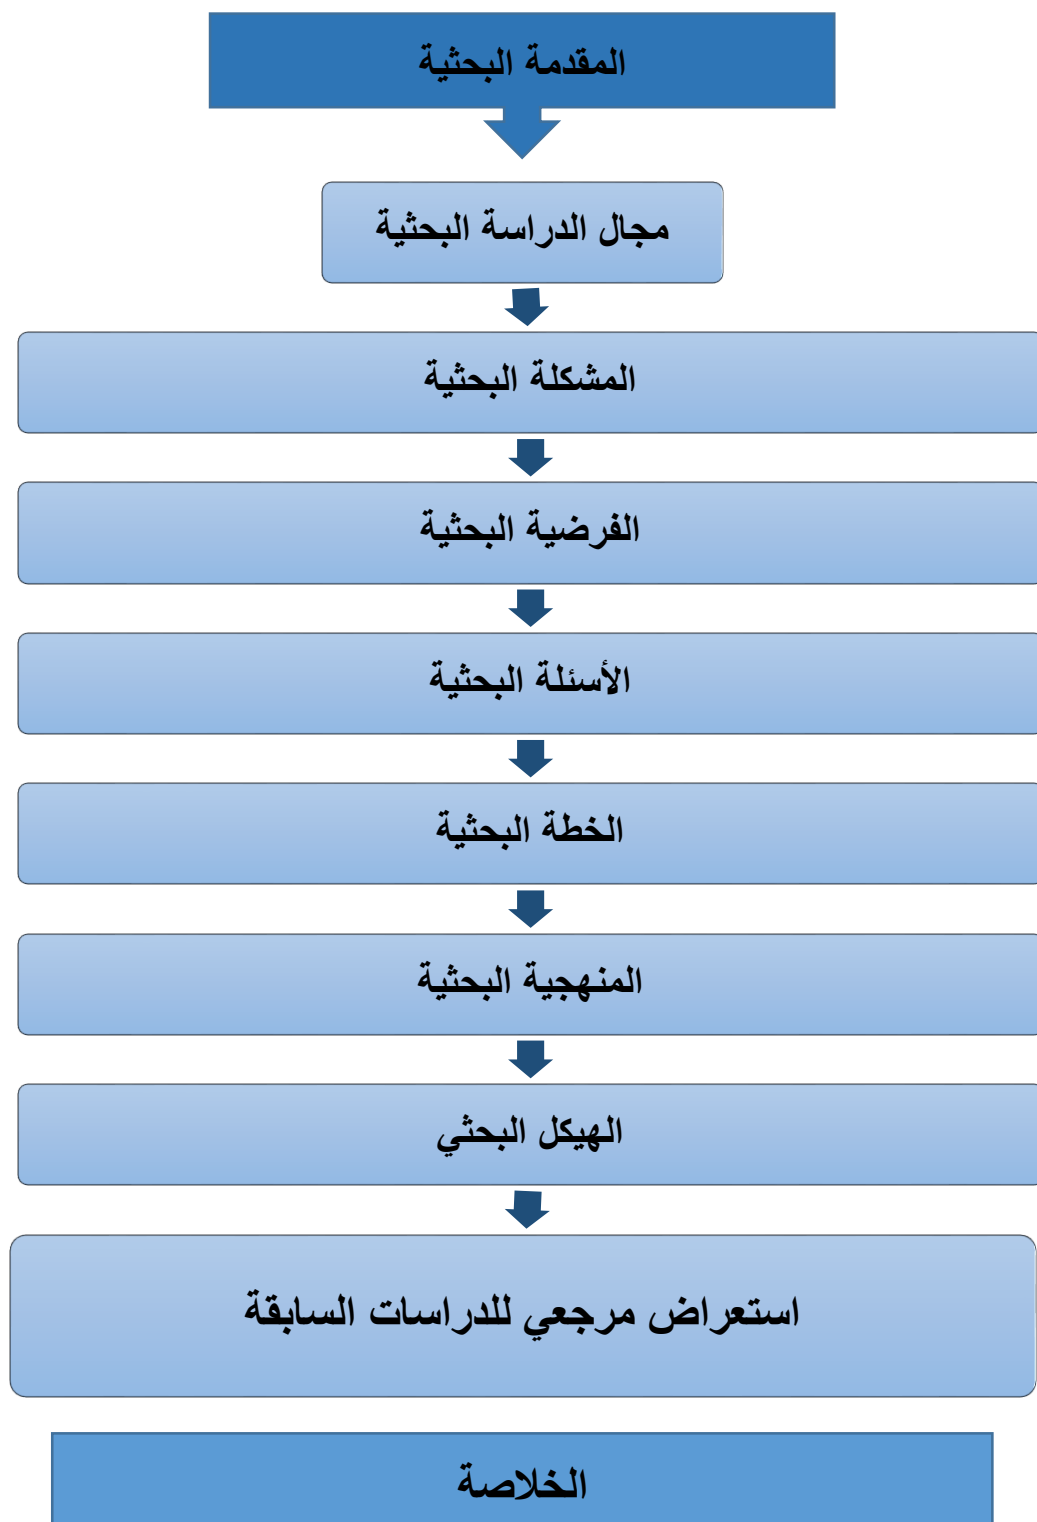 المقدمة البحثية
مجال الدراسة البحثية
المشكلة البحثية
الفرضية البحثية
الأسئلة البحثية
الخطة البحثية
المنهجية البحثية
الهيكل البحثي
استعراض مرجعي للدراسات السابقة
الخلاصة